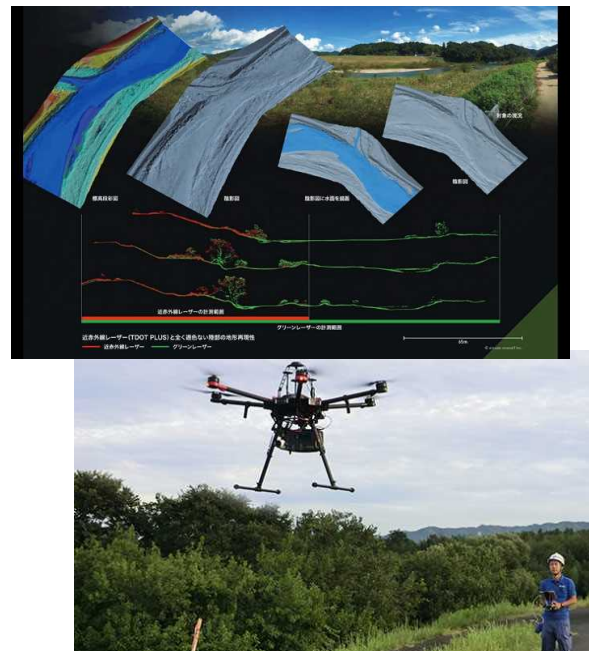 対象の現況
標高段彩図
陰影図
陰影図に水面を描画
陰影図
近赤外線レーザーの計測範囲
グリーンレーザーの計測範囲
近赤外線レーザー(TDOT PLUS)と全く遜色ない陸部の地形再現性
近赤外線レーザー
グリーンレーザー
65m